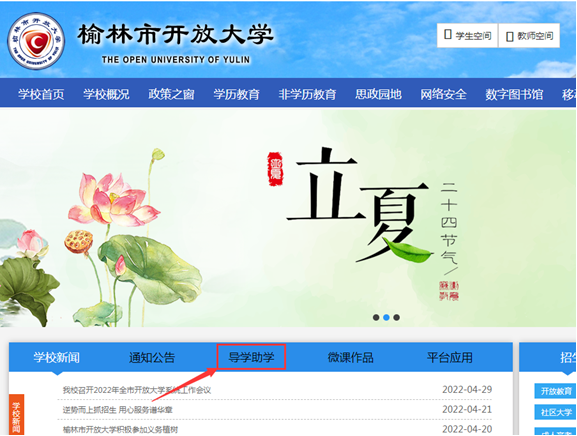 榆林市开放大学
THE OPEN UNIVERSITY OF YULIN
学生空间 教师空间
学校首页 学校概况 政策之窗 学历教育 非学历教育 思政园地 网络安全 数字图书馆 移
立夏
二十四节气
学校新闻 通知公告 导学助学 微课作品 平台应用 招生
学校新闻
我校召开2022年全市开放大学系统工作会议 2022-04-29
逆势而上抓招生 用心服务谱华章 2022-04-21
榆林市开放大学积极参加义务植树 2022-04-20
开放教育
社区大学